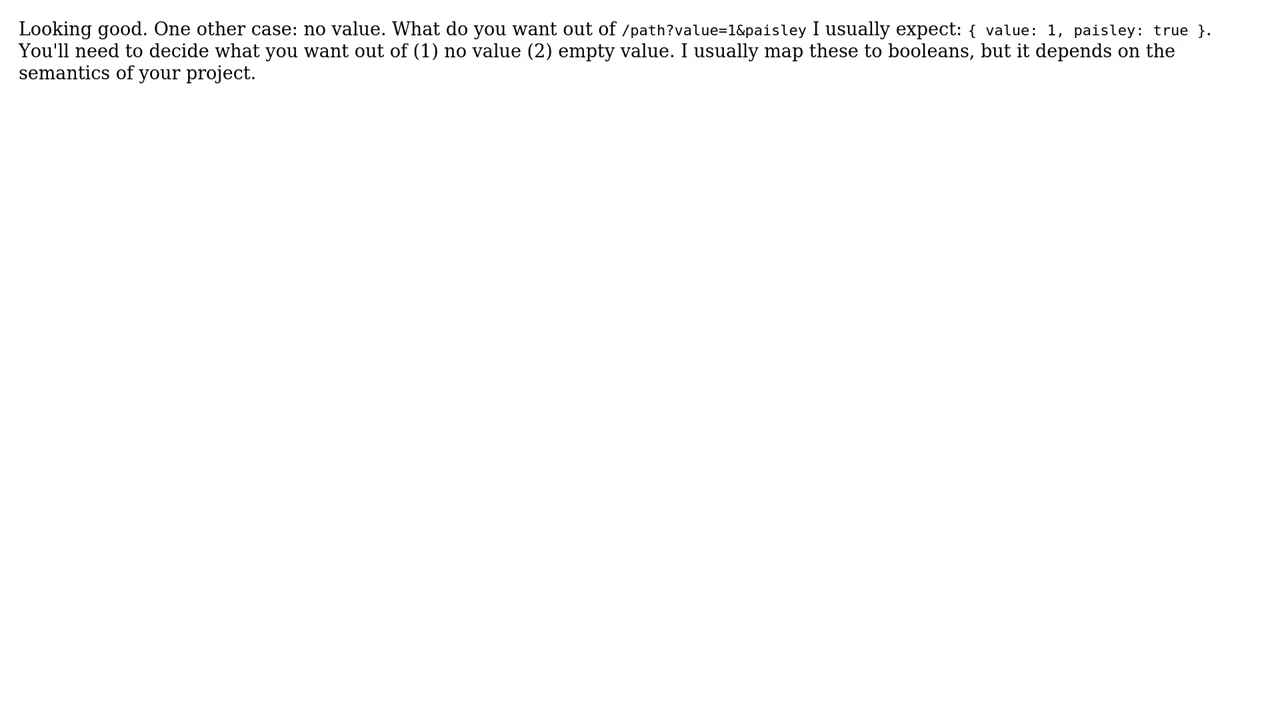 Looking good. One other case: no value. What do you want out of /path?value=1&paisley I usually expect: { value: 1, paisley: true }.
You'll need to decide what you want out of (1) no value (2) empty value. I usually map these to booleans, but it depends on the
semantics of your project.